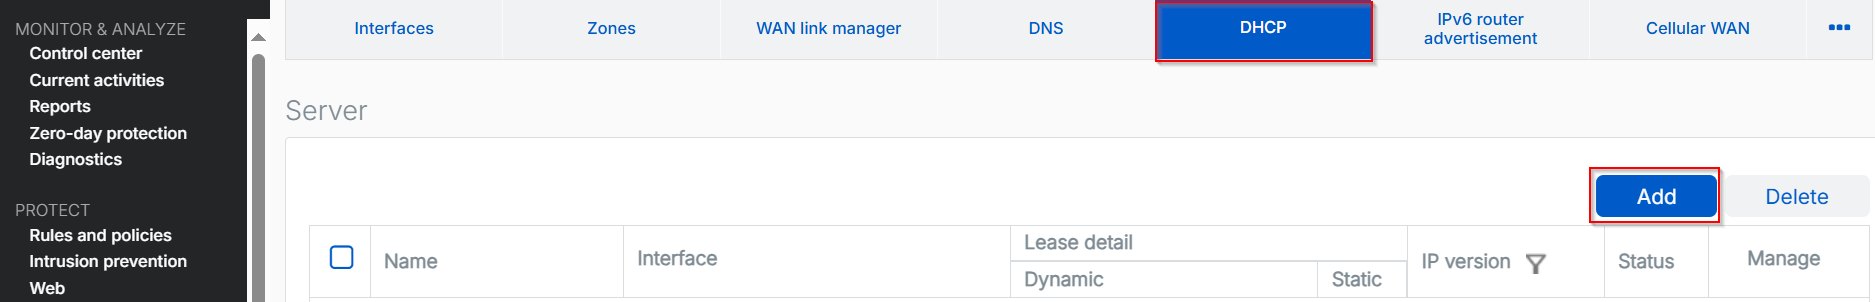 MONITOR & ANALYZE
Control center
Current activities
Reports
Zero-day protection
Diagnostics
PROTECT
Rules and policies
Intrusion prevention
Web
Interfaces
Zones
WAN link manager
DNS
DHCP
IPv6 router
advertisement
Cellular WAN
Server
Add
Delete
Name
Interface
Lease detail
Dynamic
Static
IP version
Status
Manage